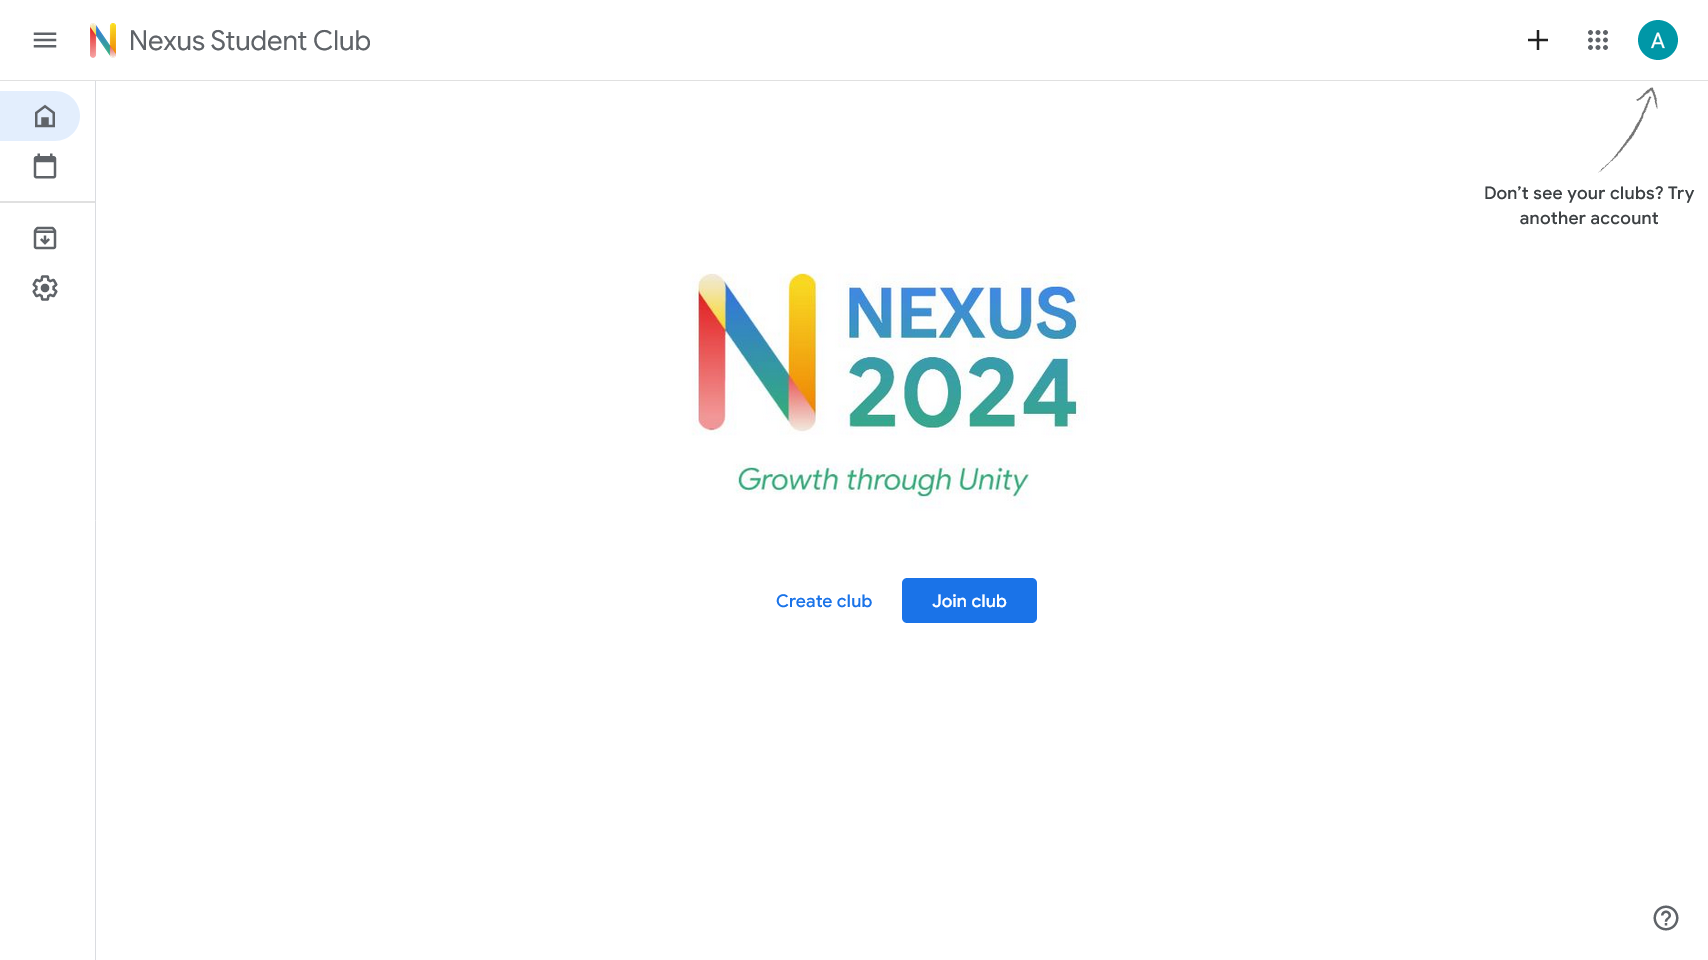 Nexus Student Club
A
Don’t see your clubs? Try
another account
NEXUS
2024
Growth through Unity
Create club
Join club